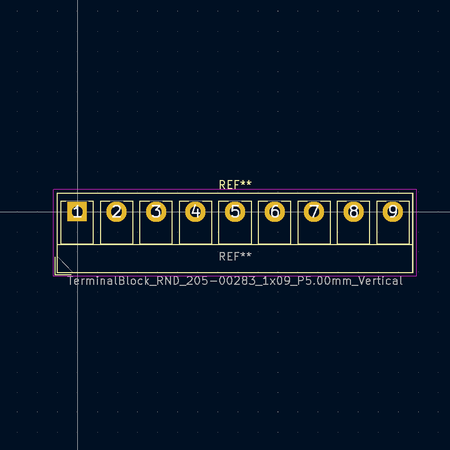 REF**
1 2 3 4 5 6 7 8 9
REF**
TerminalBlock_RND_205-00283_1x09_P5.00mm_Vertical